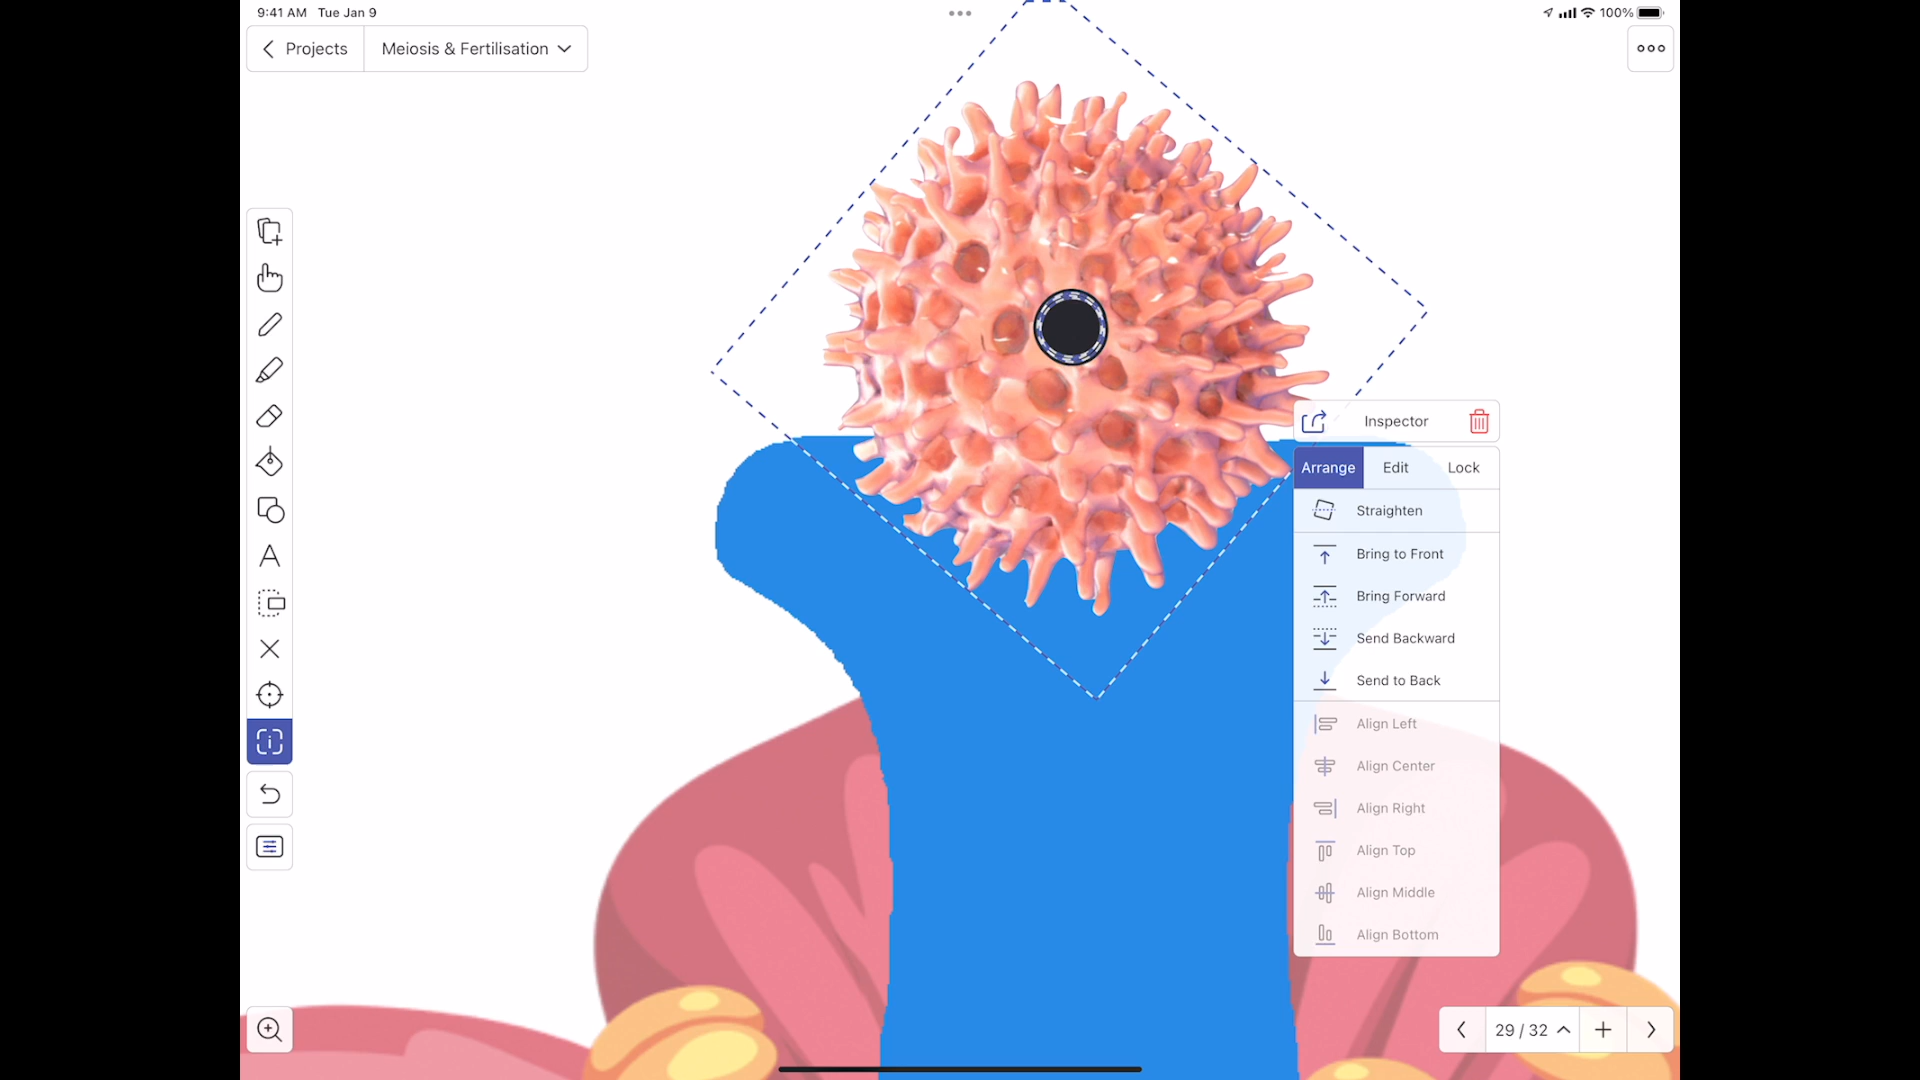 9:41 AM Tue Jan 9
100%
Projects
Meiosis & Fertilisation
Inspector
Arrange Edit Lock
Straighten
Bring to Front
Bring Forward
Send Backward
Send to Back
Align Left
Align Center
Align Right
Align Top
Align Middle
Align Bottom
29 / 32